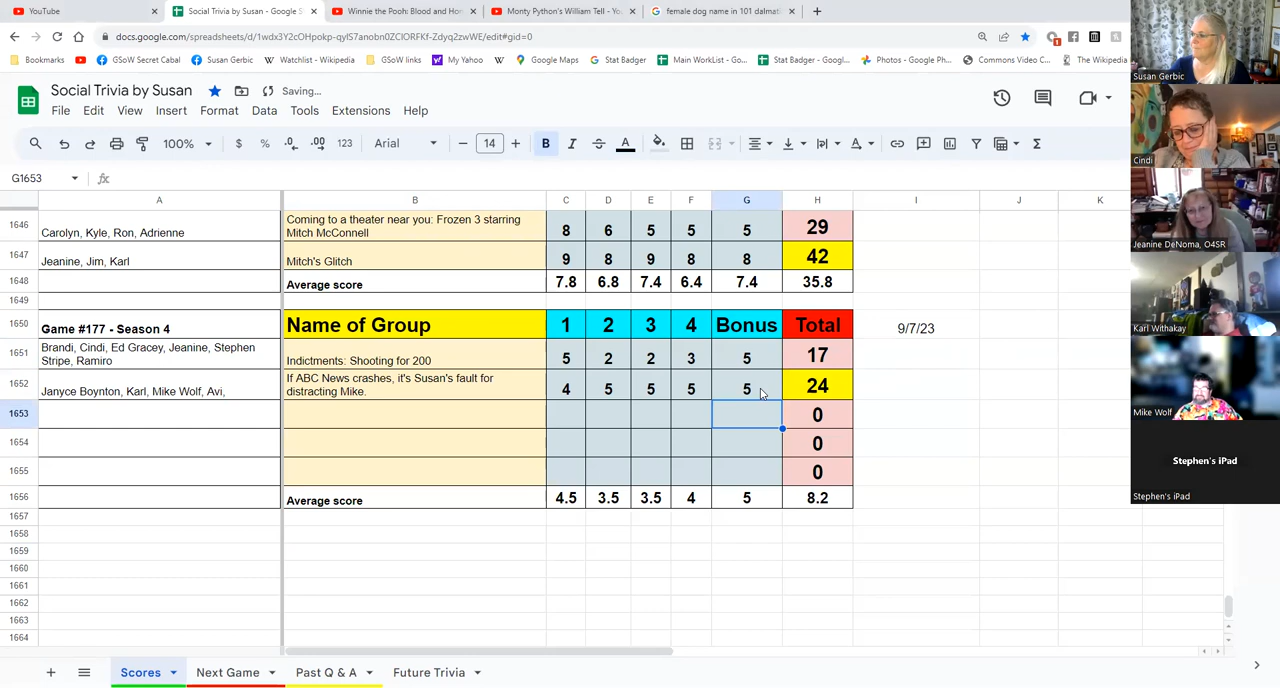 YouTube
Social Trivia by Susan - Google S
Winnie the Pooh: Blood and Hon
Monty Python's William Tell - You
female dog name in 101 dalmati
docs.google.com/spreadsheets/d/1wdx3Y2cOHpokp-qylS7anobn0ZClORFKf-Zdyq2zwWE/edit#gid=0
Bookmarks
GSoW Secret Cabal
Susan Gerbic
Watchlist - Wikipedia
GSoW links
My Yahoo
Google Maps
Stat Badger
Main WorkList - Go...
Stat Badger - Googl...
Photos - Google Ph...
Commons Video C...
The Wikipedia
Social Trivia by Susan
Saving...
File Edit View Insert Format Data Tools Extensions Help
100% $ % .0 .00 123 Arial 14 B I A
G1653 fx
A B C D E F G H I J K
1646 Carolyn, Kyle, Ron, Adrienne
Coming to a theater near you: Frozen 3 starring
Mitch McConnell
8 6 5 5 5 29
1647 Jeanine, Jim, Karl Mitch's Glitch 9 8 9 8 8 42
1648 Average score 7.8 6.8 7.4 6.4 7.4 35.8
1649
1650 Game #177 - Season 4 Name of Group 1 2 3 4 Bonus Total 9/7/23
1651 Brandi, Cindi, Ed Gracey, Jeanine, Stephen
Stripe, Ramiro
Indictments: Shooting for 200 5 2 2 3 5 17
1652 Janyce Boynton, Karl, Mike Wolf, Avi,
If ABC News crashes, it's Susan's fault for
distracting Mike.
4 5 5 5 5 24
1653 0
1654 0
1655 0
1656 Average score 4.5 3.5 3.5 4 5 8.2
1657
1658
1659
1660
1661
1662
1663
1664
Scores Next Game Past Q & A Future Trivia
Susan Gerbic
Cindi
Jeanine DeNoma, O4SR
Karl Withakay
Mike Wolf
Stephen's iPad
Stephen's iPad